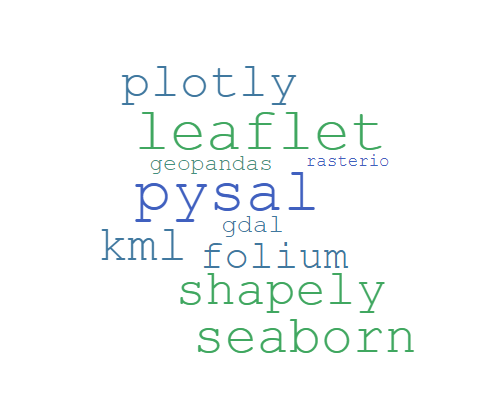 plotly
leaflet
geopandas rasterio
pysal
gdal
kml folium
shapely
seaborn